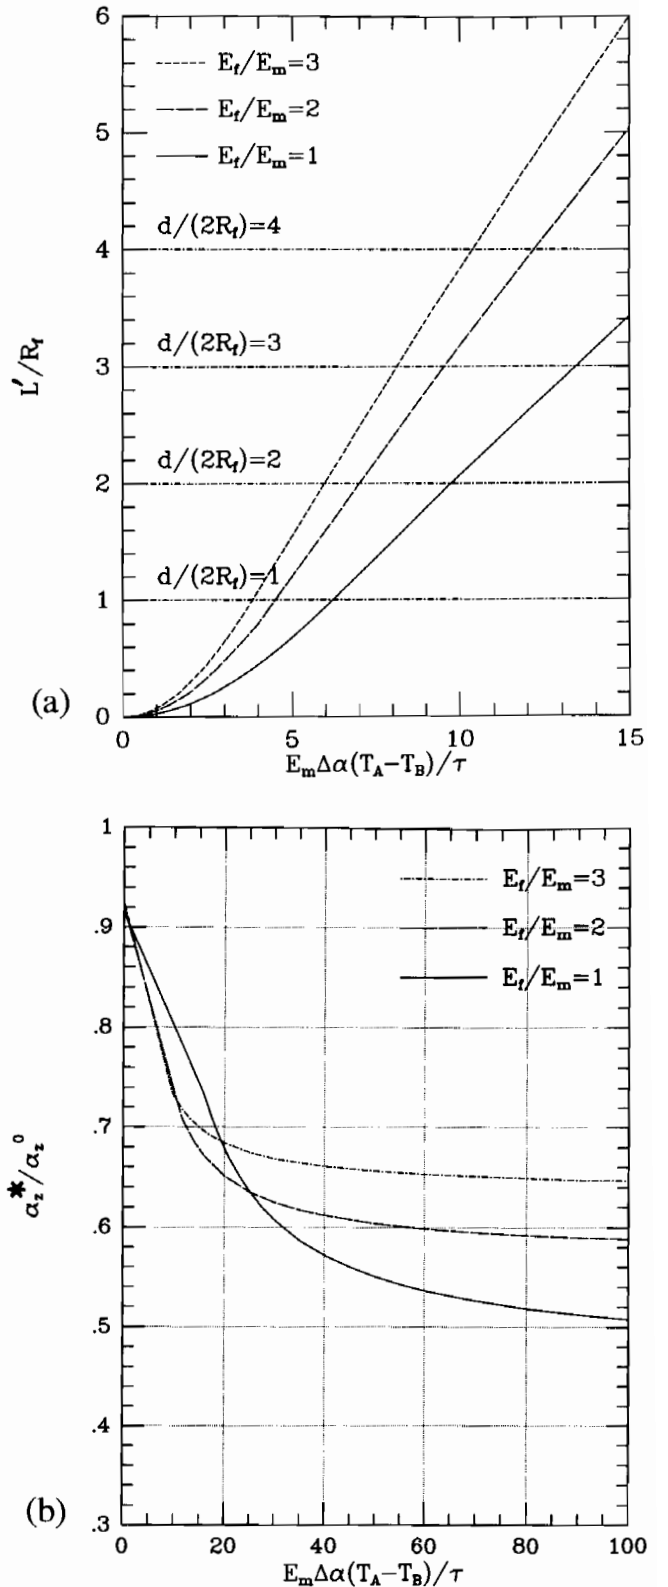 6
E_f/E_m=3
E_f/E_m=2
5
E_f/E_m=1
d/(2R_f)=4
4
d/(2R_f)=3
L′/R_f
3
d/(2R_f)=2
2
d/(2R_f)=1
1
(a)
0
0 5 10 15
E_mΔα(T_A−T_B)/τ
1
E_f/E_m=3
.9
E_f/E_m=2
E_f/E_m=1
.8
.7
α_z*/α_z^0
.6
.5
.4
(b)
.3
0 20 40 60 80 100
E_mΔα(T_A−T_B)/τ